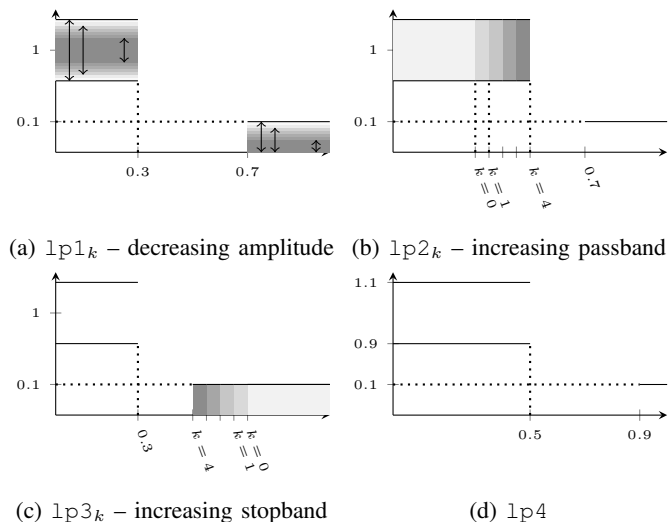 1
0.1
0.3
0.7
(a) lp1k – decreasing amplitude
1
0.1
k = 0
k = 1
k = 4
0.7
(b) lp2k – increasing passband
1
0.1
0.3
k = 4
k = 1
k = 0
(c) lp3k – increasing stopband
1.1
0.9
0.1
0.5
0.9
(d) lp4